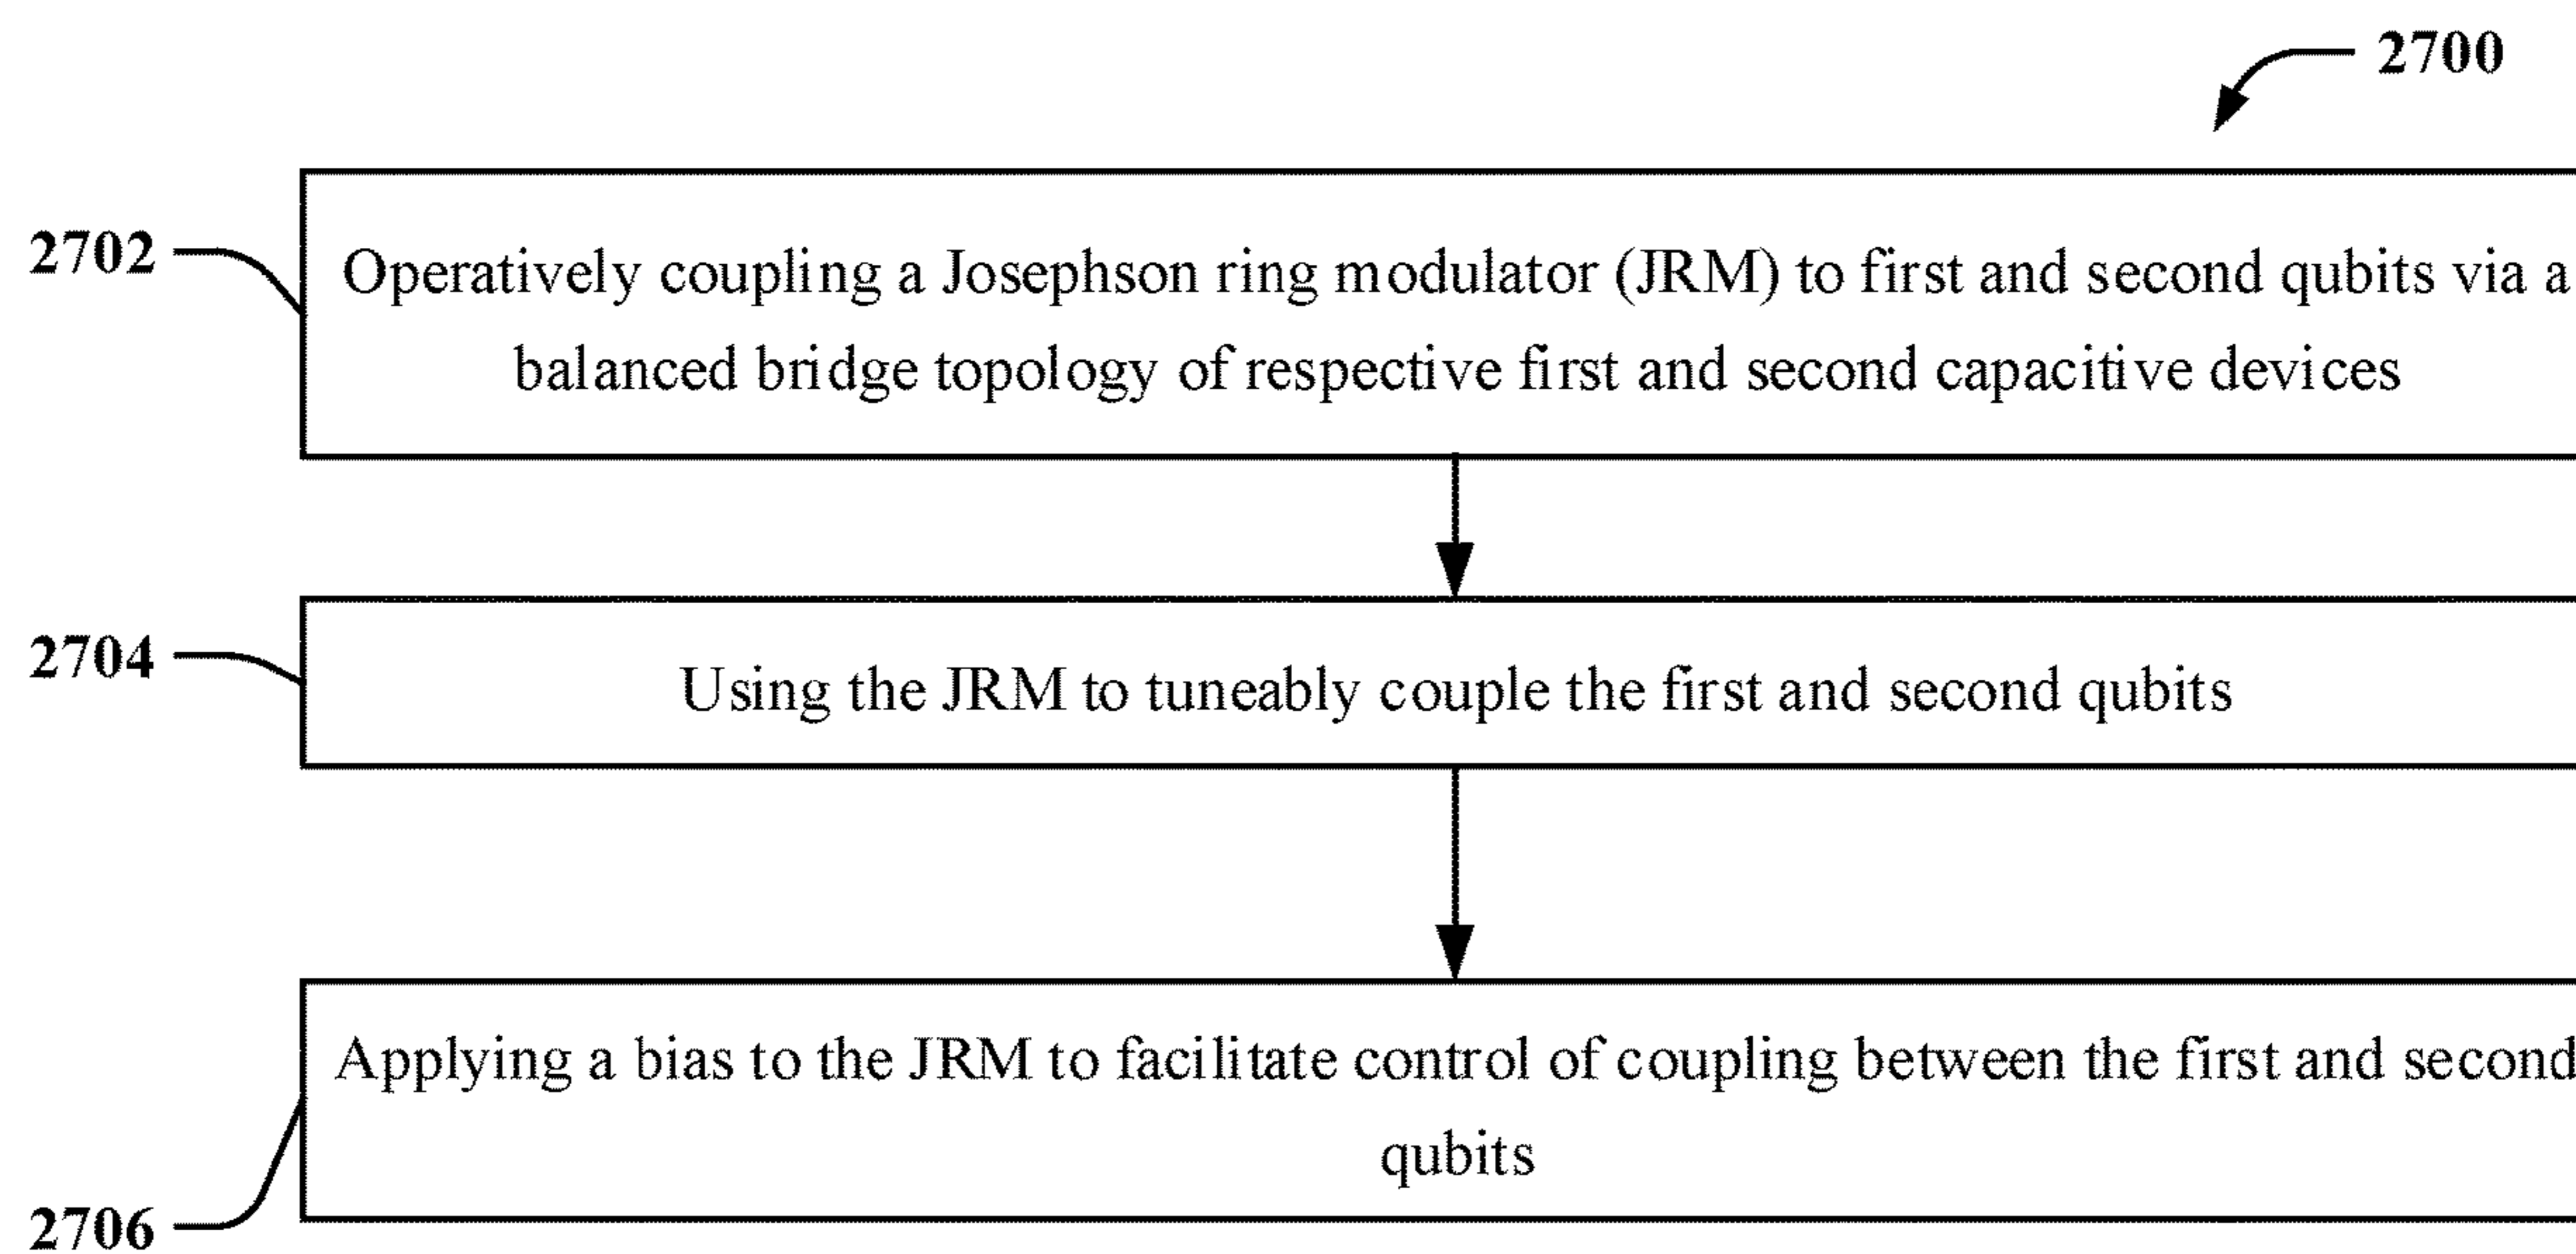 2700
2702
Operatively coupling a Josephson ring modulator (JRM) to first and second qubits via a
balanced bridge topology of respective first and second capacitive devices
2704
Using the JRM to tuneably couple the first and second qubits
Applying a bias to the JRM to facilitate control of coupling between the first and second
qubits
2706